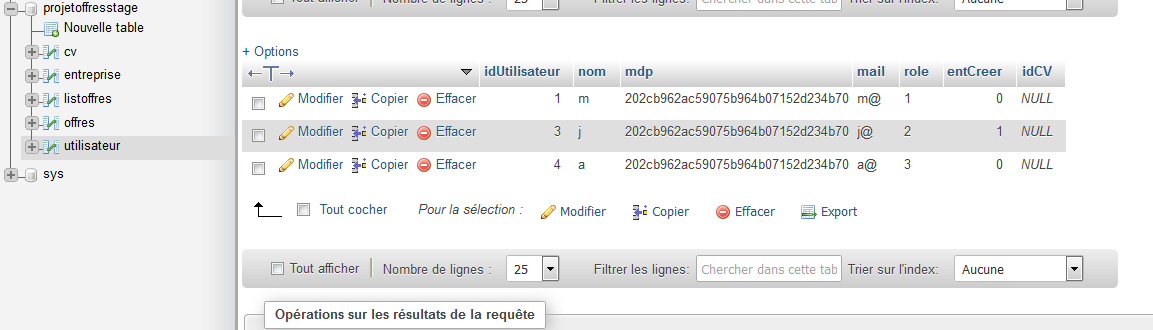 projetoffresstage
Nouvelle table
cv
entreprise
listoffres
offres
utilisateur
sys
Tout afficher Nombre de lignes : 25 Filtrer les lignes: Chercher dans cette tab Trier sur l'index: Aucune
+ Options
←T→ idUtilisateur nom mdp mail role entCreer idCV
Modifier Copier Effacer 1 m 202cb962ac59075b964b07152d234b70 m@ 1 0 NULL
Modifier Copier Effacer 3 j 202cb962ac59075b964b07152d234b70 j@ 2 1 NULL
Modifier Copier Effacer 4 a 202cb962ac59075b964b07152d234b70 a@ 3 0 NULL
Tout cocher Pour la sélection : Modifier Copier Effacer Export
Tout afficher Nombre de lignes : 25 Filtrer les lignes: Chercher dans cette tab Trier sur l'index: Aucune
Opérations sur les résultats de la requête